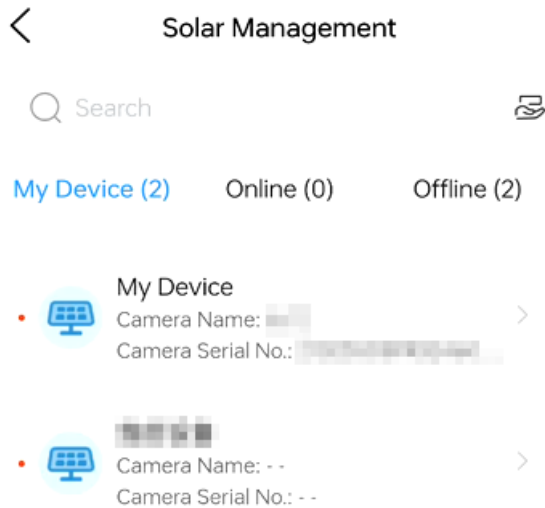 Solar Management
Search
My Device (2) Online (0) Offline (2)
My Device
Camera Name:
Camera Serial No.:
Camera Name: - -
Camera Serial No.: - -